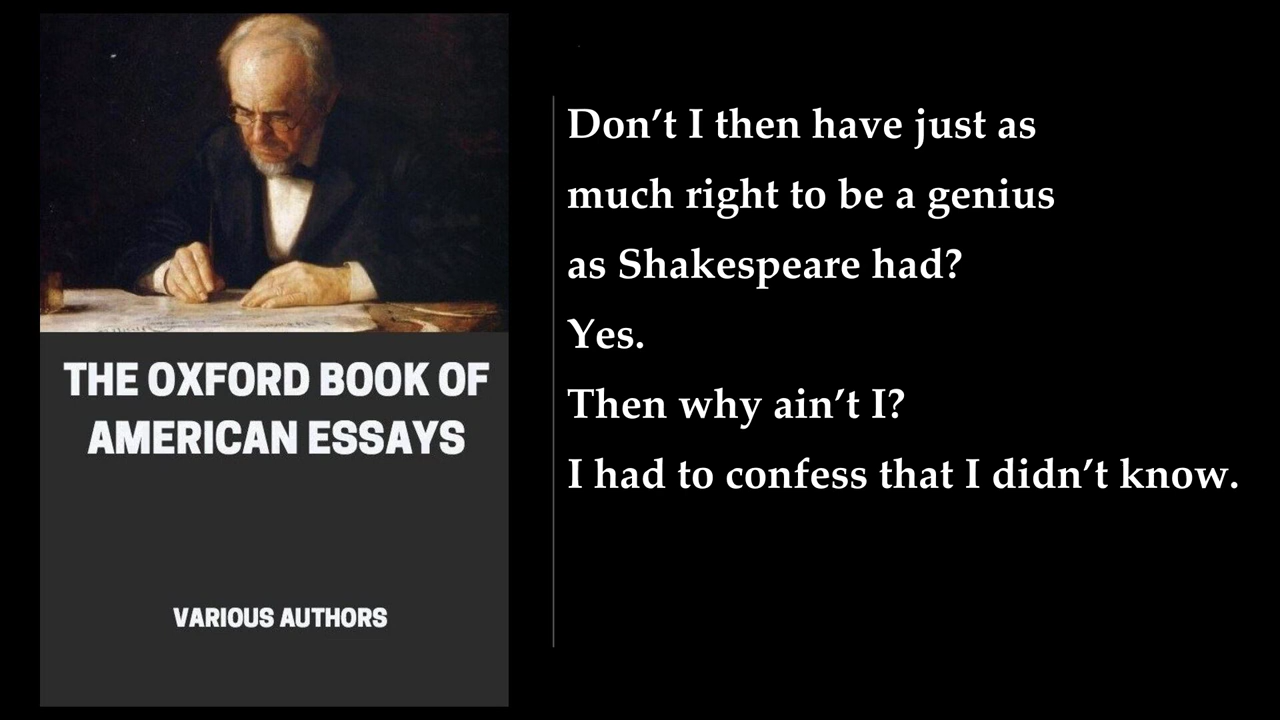 THE OXFORD BOOK OF
AMERICAN ESSAYS
VARIOUS AUTHORS
Don’t I then have just as
much right to be a genius
as Shakespeare had?
Yes.
Then why ain’t I?
I had to confess that I didn’t know.